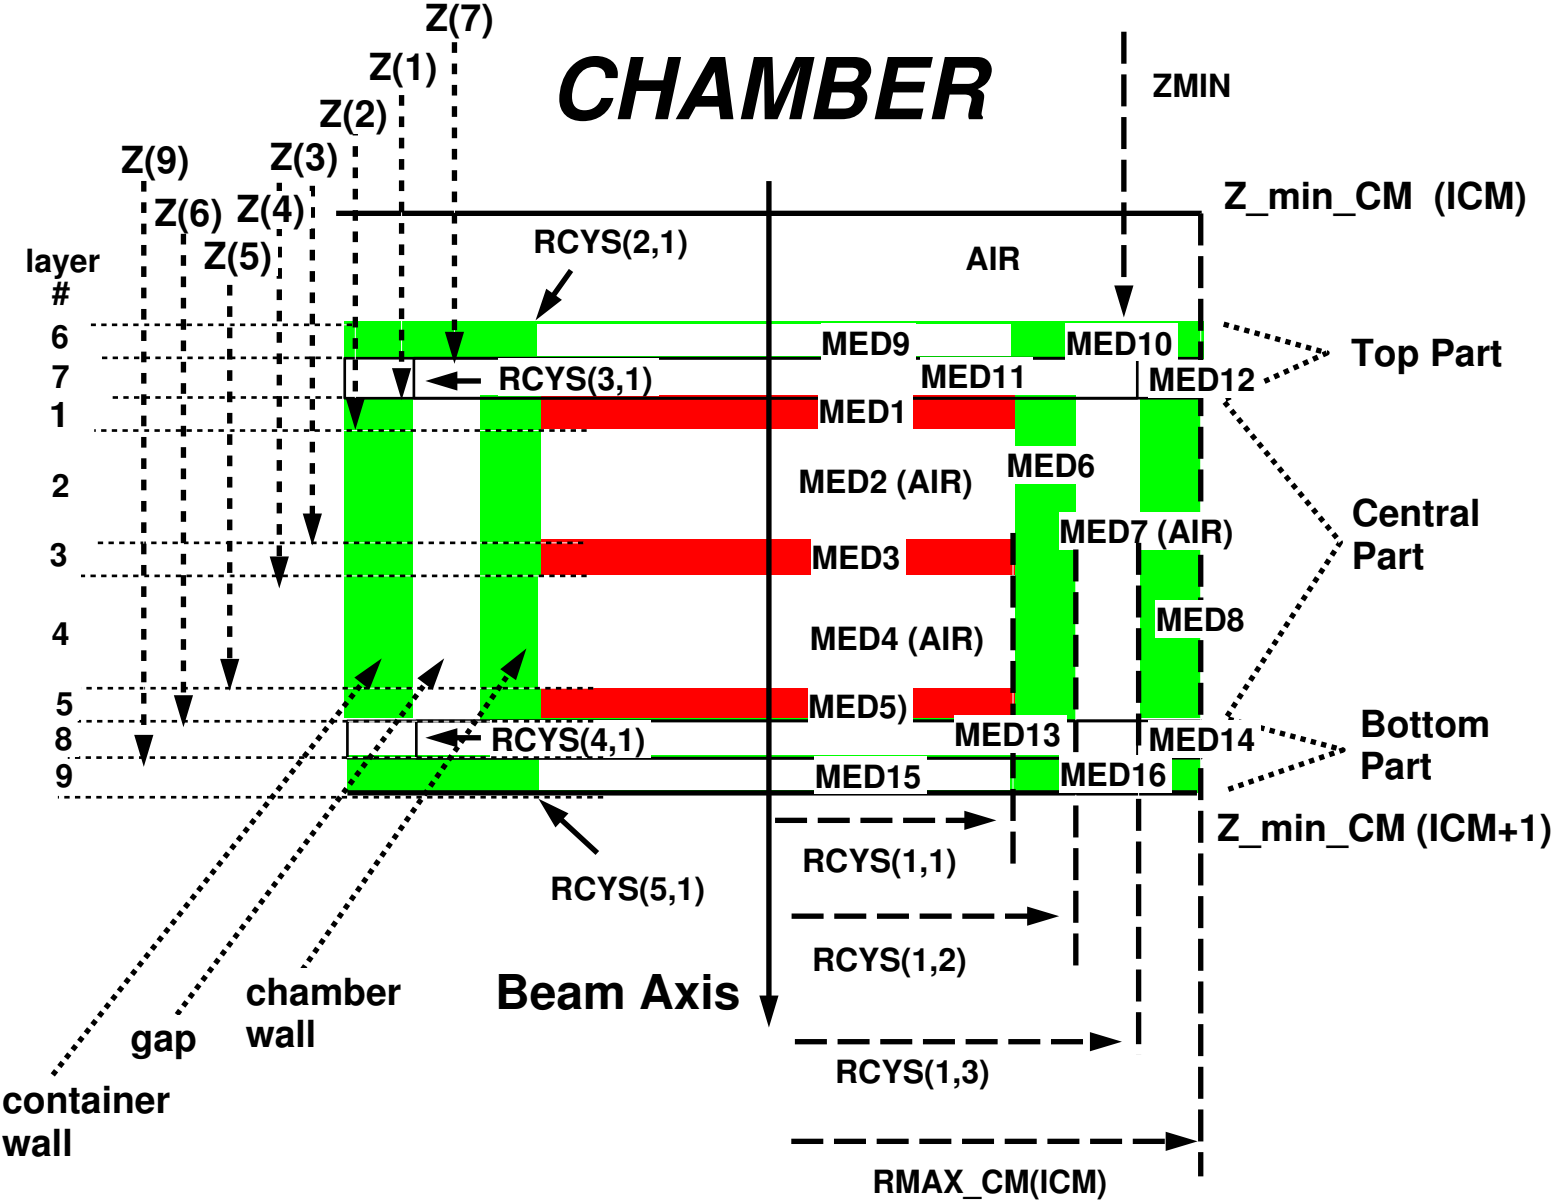 Z(7)
CHAMBER
Z(1)
ZMIN
Z(2)
Z(9)
Z(3)
Z_min_CM (ICM)
Z(6)
Z(4)
RCYS(2,1)
AIR
Z(5)
layer
#
6
MED9
MED10
Top Part
7
RCYS(3,1)
MED11
MED12
1
MED1
2
MED6
MED2 (AIR)
Central
Part
MED7 (AIR)
3
MED3
4
MED4 (AIR)
MED8
5
MED5)
Bottom
Part
8
RCYS(4,1)
MED13
MED14
9
MED15
MED16
Z_min_CM (ICM+1)
RCYS(1,1)
RCYS(5,1)
RCYS(1,2)
chamber
wall
Beam Axis
gap
RCYS(1,3)
container
wall
RMAX_CM(ICM)